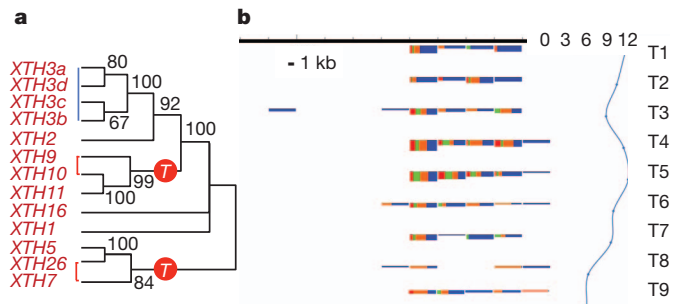 a
b
0 3 6 9 12
- 1 kb
XTH3a
XTH3d
XTH3c
XTH3b
XTH2
XTH9
XTH10
XTH11
XTH16
XTH1
XTH5
XTH26
XTH7
80
100
67
92
100
99
T
100
100
T
84
T1
T2
T3
T4
T5
T6
T7
T8
T9